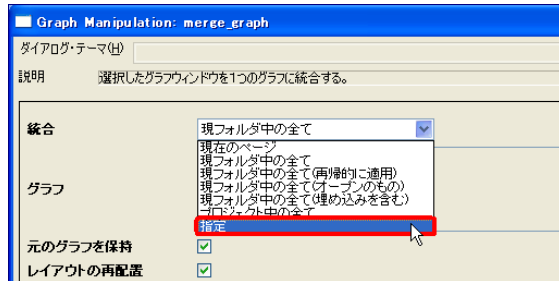 Graph Manipulation: merge_graph
ダイアログ・テーマ(H)
説明 選択したグラフウィンドウを1つのグラフに統合する。
統合 現フォルダ中の全て
現在のページ
現フォルダ中の全て
現フォルダ中の全て(再帰的に適用)
現フォルダ中の全て(オープンのもの)
現フォルダ中の全て(埋め込みを含む)
グラフ
プロジェクト中の全て
指定
元のグラフを保持
レイアウトの再配置